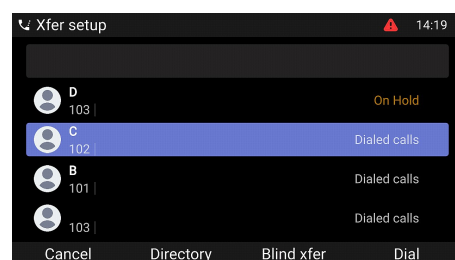 Xfer setup 14:19
D
103 On Hold
C
102 Dialed calls
B
101 Dialed calls
103 Dialed calls
Cancel Directory Blind xfer Dial